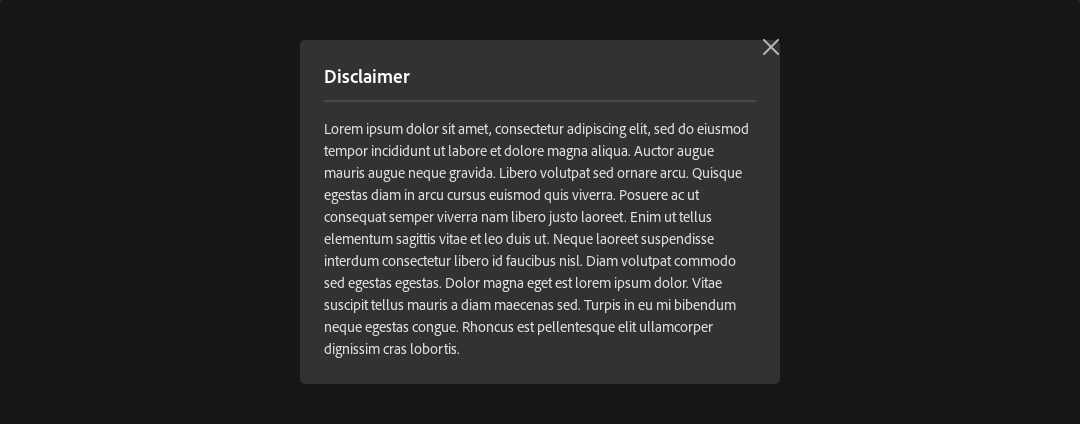 Disclaimer
Lorem ipsum dolor sit amet, consectetur adipiscing elit, sed do eiusmod
tempor incididunt ut labore et dolore magna aliqua. Auctor augue
mauris augue neque gravida. Libero volutpat sed ornare arcu. Quisque
egestas diam in arcu cursus euismod quis viverra. Posuere ac ut
consequat semper viverra nam libero justo laoreet. Enim ut tellus
elementum sagittis vitae et leo duis ut. Neque laoreet suspendisse
interdum consectetur libero id faucibus nisl. Diam volutpat commodo
sed egestas egestas. Dolor magna eget est lorem ipsum dolor. Vitae
suscipit tellus mauris a diam maecenas sed. Turpis in eu mi bibendum
neque egestas congue. Rhoncus est pellentesque elit ullamcorper
dignissim cras lobortis.